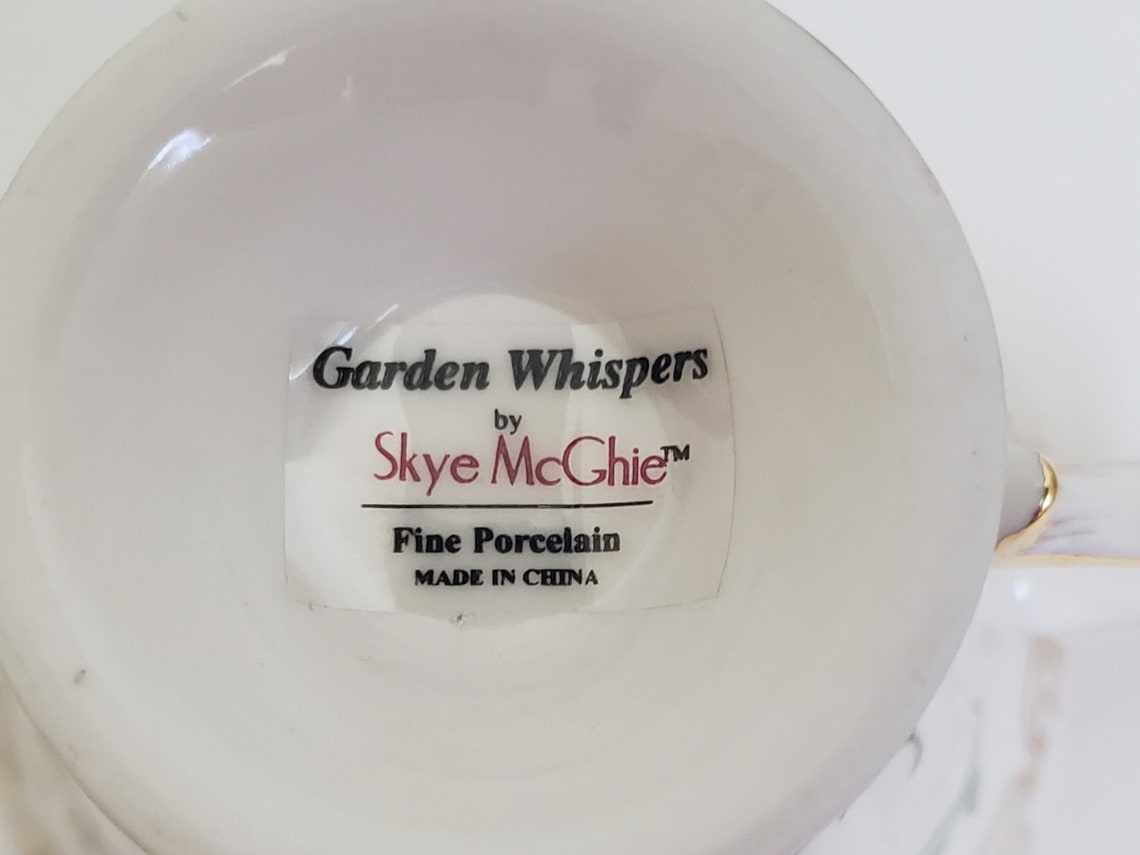 Garden Whispers
by
Skye McGhie™
Fine Porcelain
MADE IN CHINA